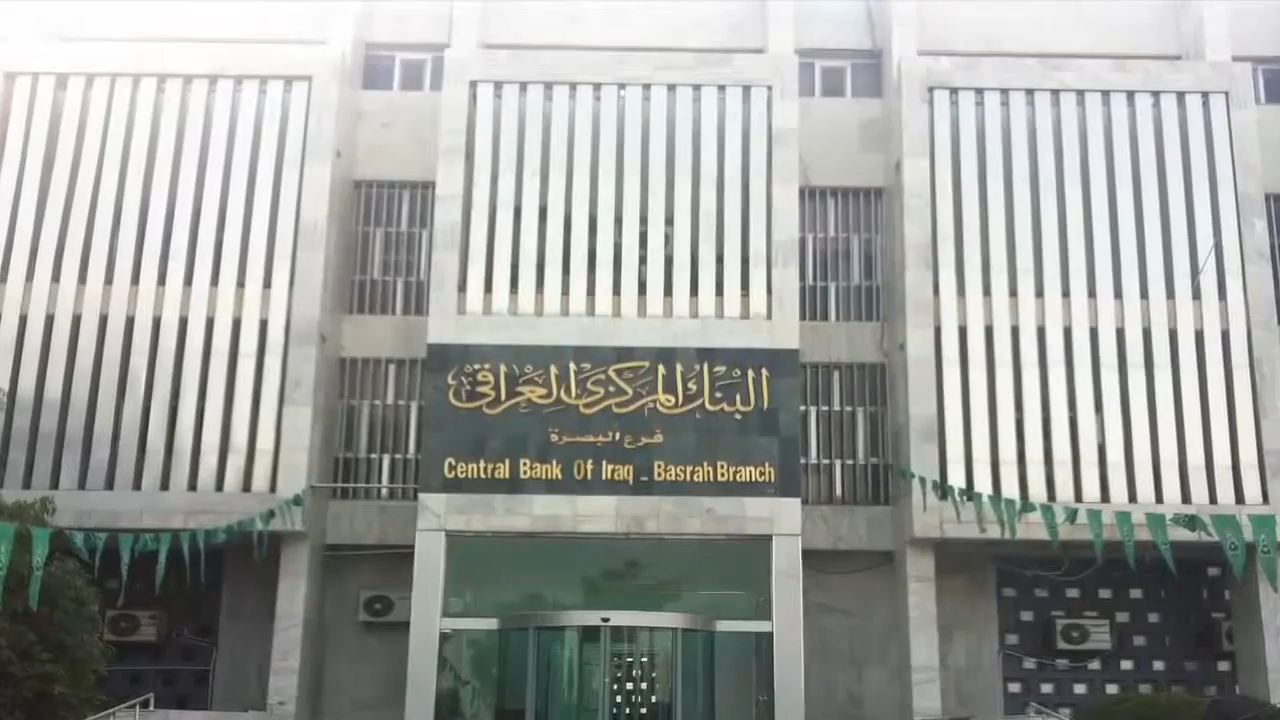 البنك المركزي العراقي
فرع البصرة
Central Bank Of Iraq _ Basrah Branch